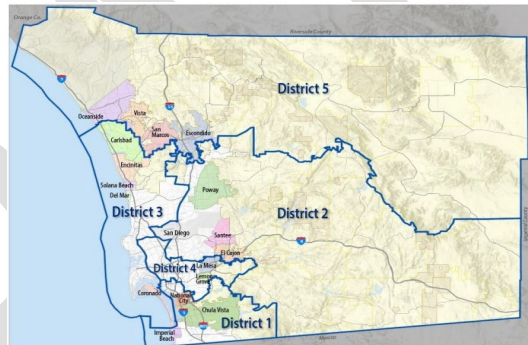 Orange Co.
Riverside County
District 5
Oceanside
Vista
San
Marcos
Escondido
Carlsbad
Encinitas
Solana Beach
Del Mar
Poway
District 3
District 2
San Diego
Santee
El Cajon
District 4
La Mesa
Lemon
Grove
Coronado
National
City
Chula Vista
District 1
Imperial
Beach